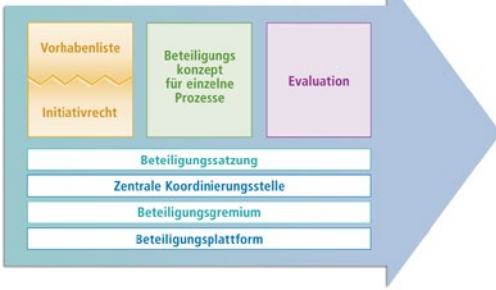 Vorhabenliste
Initiativrecht
Beteiligungs
konzept
für einzelne
Prozesse
Evaluation
Beteiligungssatzung
Zentrale Koordinierungsstelle
Beteiligungsgremium
Beteiligungsplattform